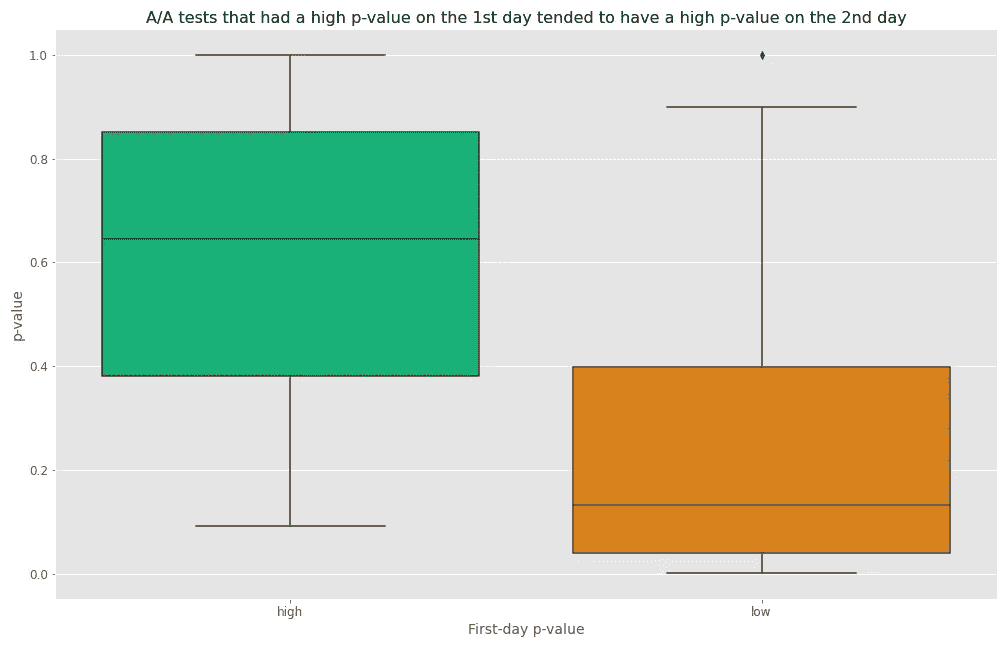 A/A tests that had a high p-value on the 1st day tended to have a high p-value on the 2nd day
1.0
0.8
0.6
0.4
0.2
0.0
p-value
high
low
First-day p-value